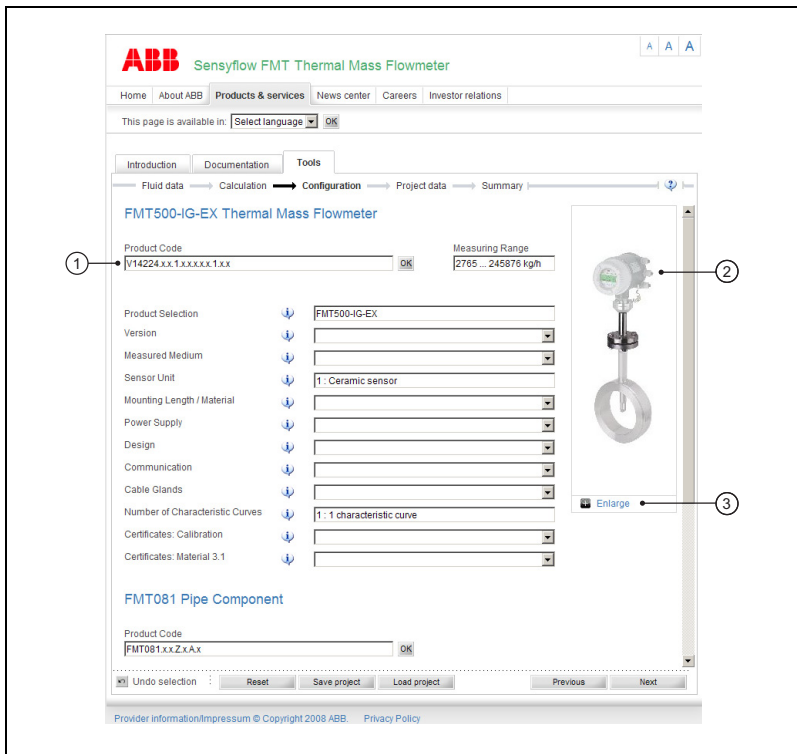 A A A
ABB Sensyflow FMT Thermal Mass Flowmeter
Home About ABB Products & services News center Careers Investor relations
This page is available in: Select language OK
Introduction Documentation Tools
Fluid data Calculation Configuration Project data Summary ?
FMT500-IG-EX Thermal Mass Flowmeter
Product Code Measuring Range
1 V14224.x.x.1.x.x.x.x.x.1.x.x OK 2765 ... 245876 kg/h
2
Product Selection i FMT500-IG-EX
Version i
Measured Medium i
Sensor Unit i 1 : Ceramic sensor
Mounting Length / Material i
Power Supply i
Design i
Communication i
Cable Glands i
Enlarge 3
Number of Characteristic Curves i 1 : 1 characteristic curve
Certificates: Calibration i
Certificates: Material 3.1 i
FMT081 Pipe Component
Product Code
FMT081.x.x.Z.x.A.x OK
Undo selection Reset Save project Load project Previous Next
Provider information/Impressum © Copyright 2008 ABB. Privacy Policy